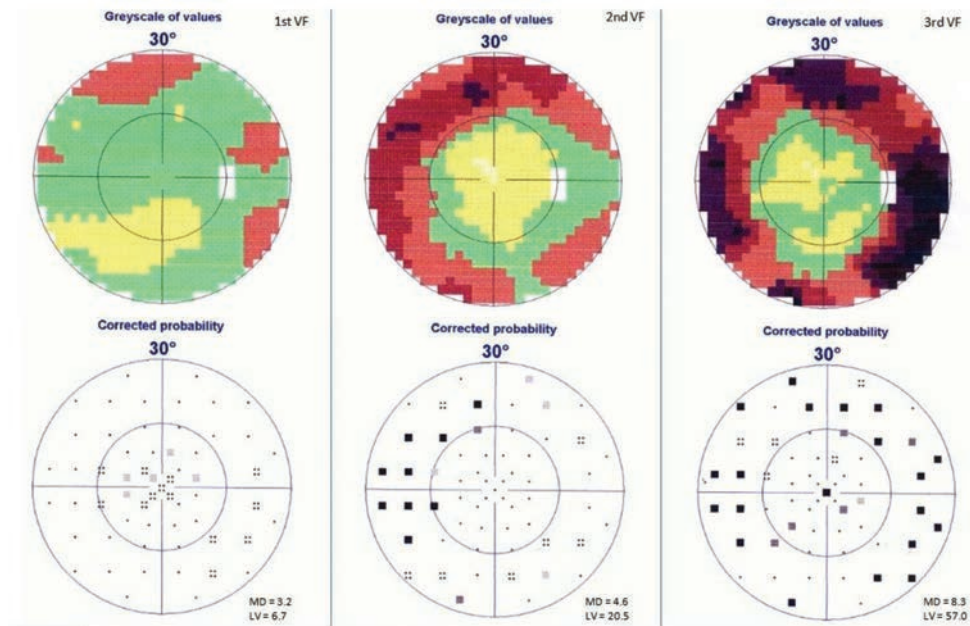 Greyscale of values
1st VF
30°
Corrected probability
30°
MD = 3.2
LV = 6.7
Greyscale of values
2nd VF
30°
Corrected probability
30°
MD = 4.6
LV = 20.5
Greyscale of values
3rd VF
30°
Corrected probability
30°
MD = 8.3
LV = 57.0